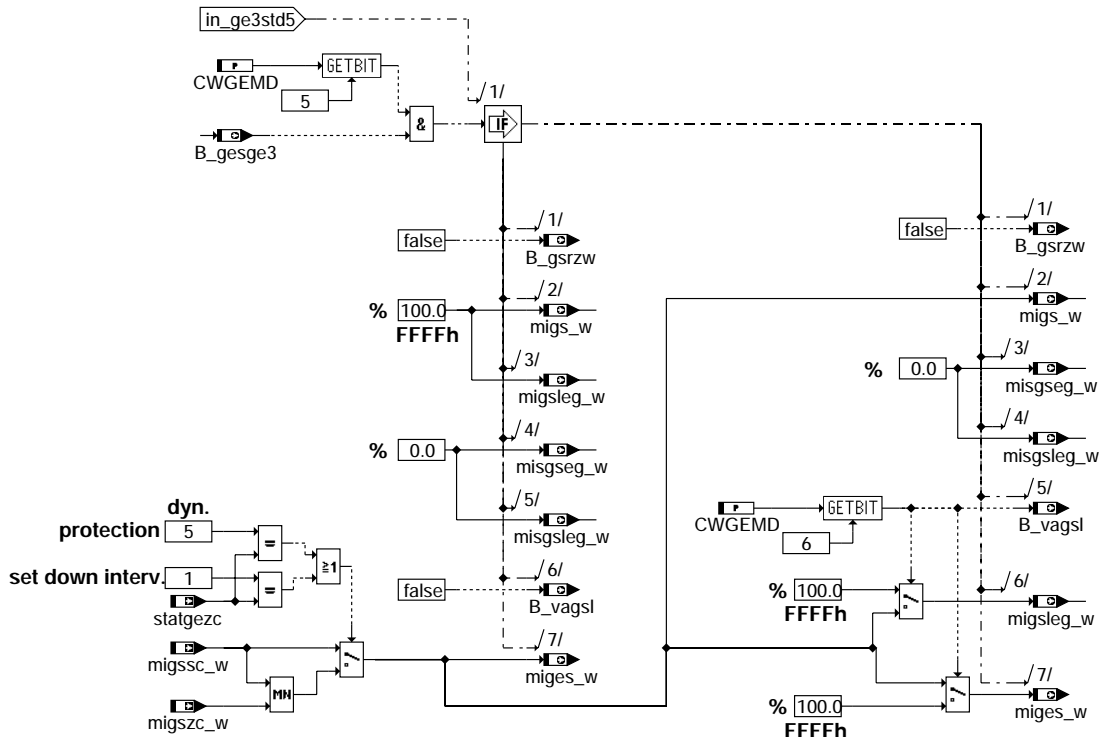 in_ge3std5
P
GETBIT
CWGEMD
5
/1/
&
IF
B_gesge3
/1/
false
B_gsrzw
/2/
% 100.0
FFFFh
migs_w
/3/
migsleg_w
/4/
% 0.0
misgseg_w
/5/
misgsleg_w
/6/
false
B_vagsl
/7/
miges_w
dyn.
protection 5
=
≥1
set down interv. 1
=
statgezc
migssc_w
MN
migszc_w
/1/
false
B_gsrzw
/2/
migs_w
/3/
% 0.0
misgseg_w
/4/
misgsleg_w
/5/
P
GETBIT
CWGEMD
B_vagsl
6
/6/
% 100.0
FFFFh
migsleg_w
/7/
% 100.0
FFFFh
miges_w